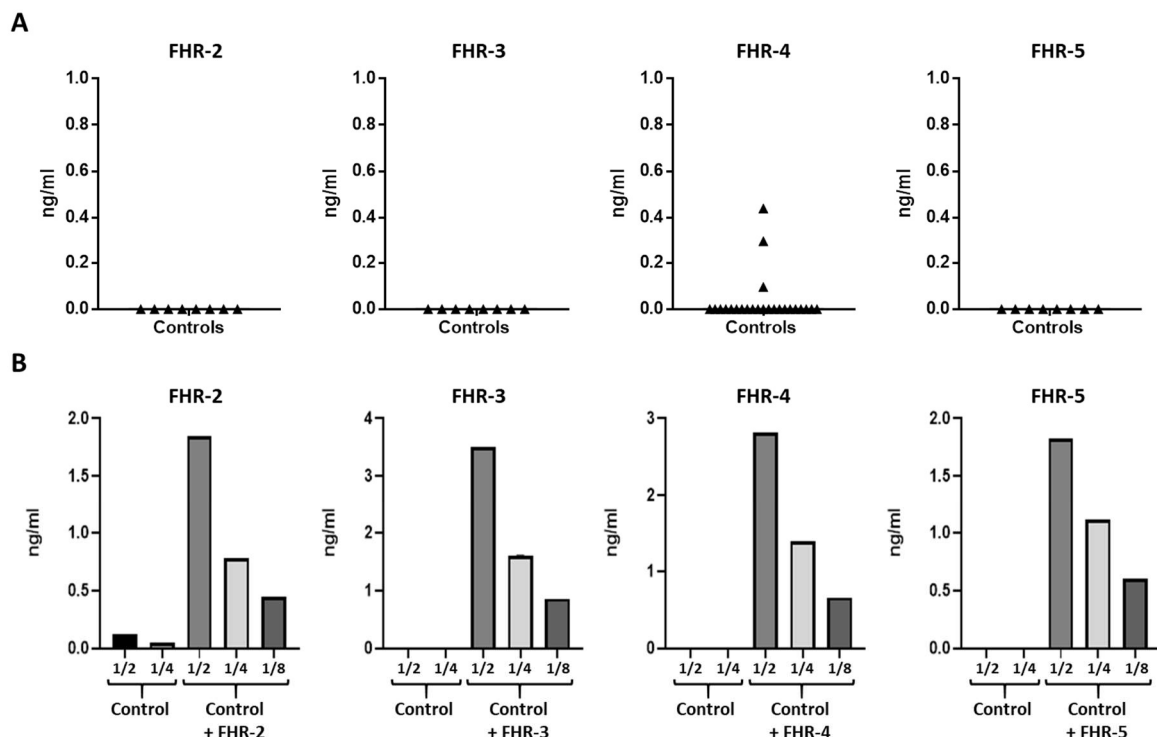 A
FHR-2
FHR-3
FHR-4
FHR-5
1.0
0.8
0.6
0.4
0.2
0.0
ng/ml
Controls
1.0
0.8
0.6
0.4
0.2
0.0
ng/ml
Controls
1.0
0.8
0.6
0.4
0.2
0.0
ng/ml
Controls
1.0
0.8
0.6
0.4
0.2
0.0
ng/ml
Controls
B
FHR-2
2.0
1.5
1.0
0.5
0.0
ng/ml
1/2 1/4 1/2 1/4 1/8
Control Control
+ FHR-2
FHR-3
4
3
2
1
0
ng/ml
1/2 1/4 1/2 1/4 1/8
Control Control
+ FHR-3
FHR-4
3
2
1
0
ng/ml
1/2 1/4 1/2 1/4 1/8
Control Control
+ FHR-4
FHR-5
2.0
1.5
1.0
0.5
0.0
ng/ml
1/2 1/4 1/2 1/4 1/8
Control Control
+ FHR-5